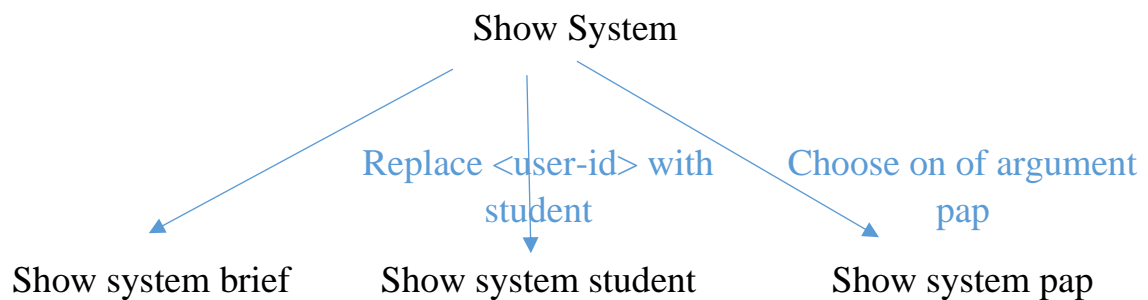 Show System
Replace <user-id> with
student
Choose on of argument
pap
Show system brief
Show system student
Show system pap